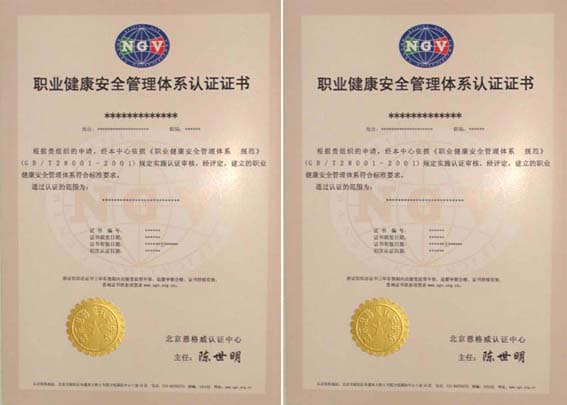 NGV
职业健康安全管理体系认证证书
*************
地址: ******************** 邮编: ******
根据贵组织的申请,经本中心依据《职业健康安全管理体系 规范》
(GB/T28001-2001)规定实施认证审核,经评定,建立的职业
健康安全管理体系符合标准要求。
通过认证的范围为:
证书编号: ******
证书颁发日期: ******
证书有效日期:
初次认证日期: ******
北京恩格威认证中心
主任: 陈世明
NGV
职业健康安全管理体系认证证书
*************
地址: ******************** 邮编: ******
根据贵组织的申请,经本中心依据《职业健康安全管理体系 规范》
(GB/T28001-2001)规定实施认证审核,经评定,建立的职业
健康安全管理体系符合标准要求。
通过认证的范围为:
证书编号: ******
证书颁发日期: ******
证书有效日期:
初次认证日期: ******
北京恩格威认证中心
主任: 陈世明